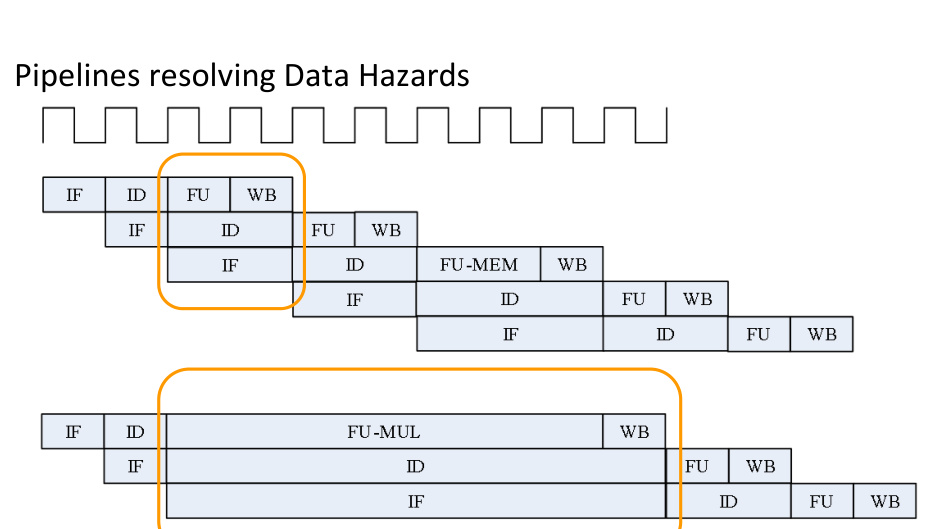 Pipelines resolving Data Hazards
IF ID FU WB
IF ID FU WB
IF ID FU-MEM WB
IF ID FU WB
IF ID FU WB
IF ID FU-MUL WB
IF ID FU WB
IF ID FU WB